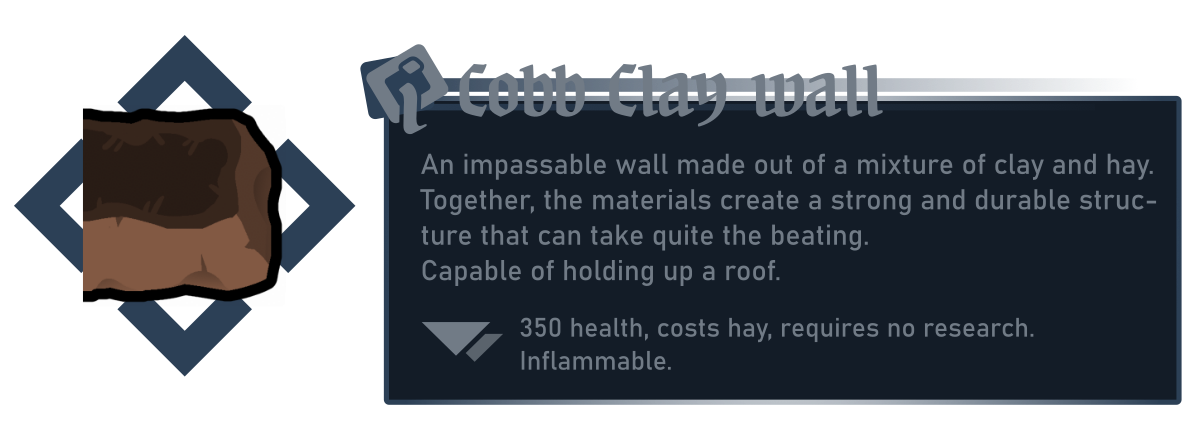 Cobb Clay wall
An impassable wall made out of a mixture of clay and hay.
Together, the materials create a strong and durable struc-
ture that can take quite the beating.
Capable of holding up a roof.
350 health, costs hay, requires no research.
Inflammable.